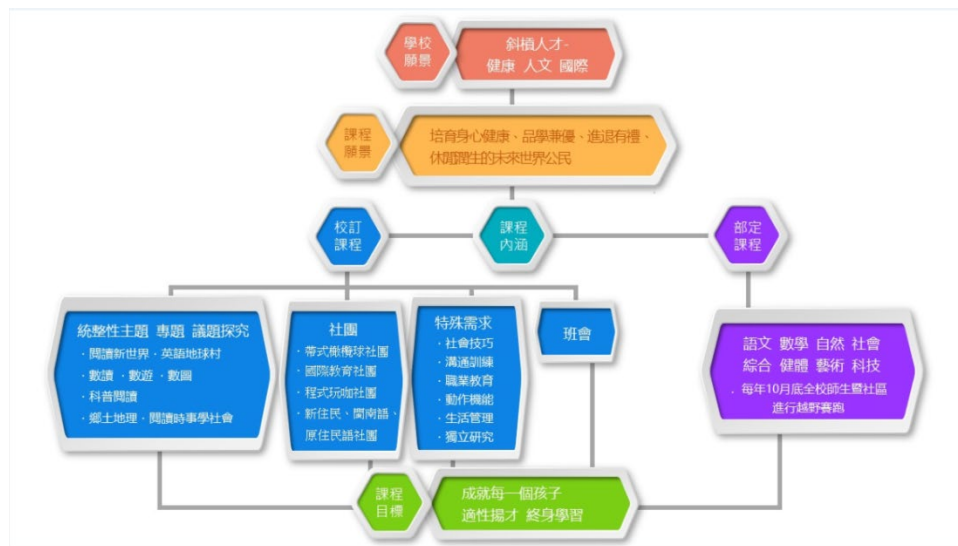 學校
願景
斜槓人才-
健康 人文 國際
課程
願景
培育身心健康、品學兼優、進退有禮、
休閒潤生的未來世界公民
校訂
課程
課程
內涵
部定
課程
統整性主題 專題 議題探究
·閱讀新世界 ·英語地球村
·數讀 ·數遊 ·數圖
·科普閱讀
·鄉土地理 ·閱讀時事學社會
社團
·帶式橄欖球社團
·國際教育社團
·程式玩咖社團
·新住民、閩南語、
原住民語社團
特殊需求
·社會技巧
·溝通訓練
·職業教育
·動作機能
·生活管理
·獨立研究
班會
語文 數學 自然 社會
綜合 健體 藝術 科技
·每年10月底全校師生暨社區
進行越野賽跑
課程
目標
成就每一個孩子
適性揚才 終身學習